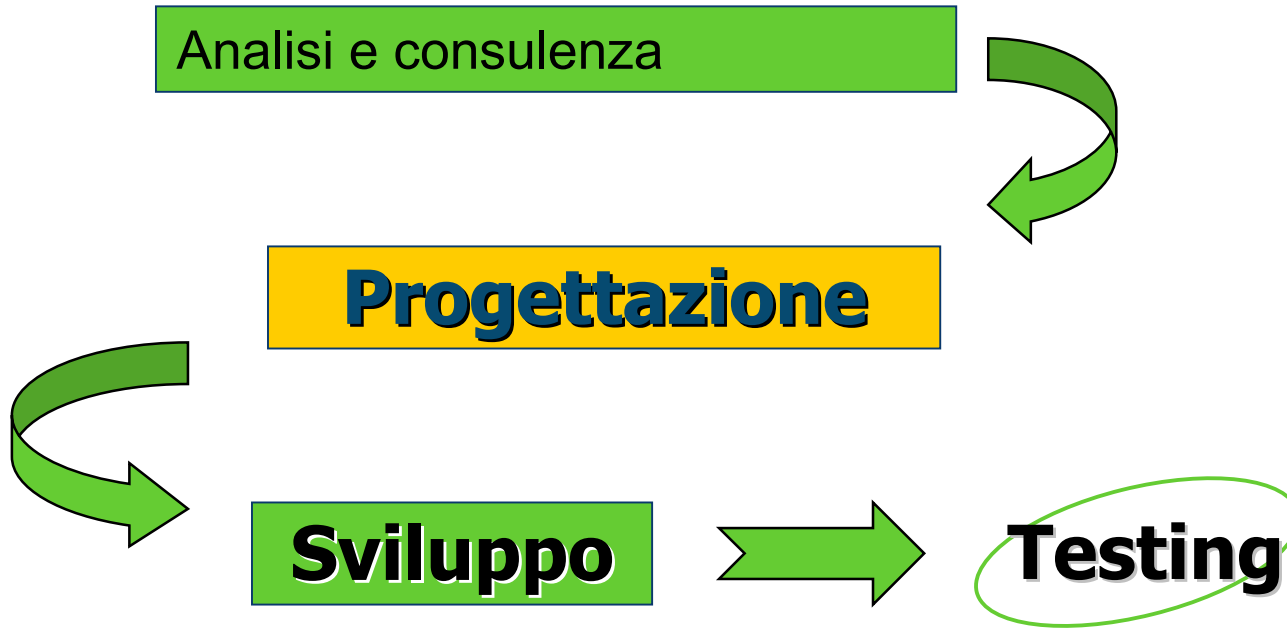 Analisi e consulenza
Progettazione
Sviluppo
Testing